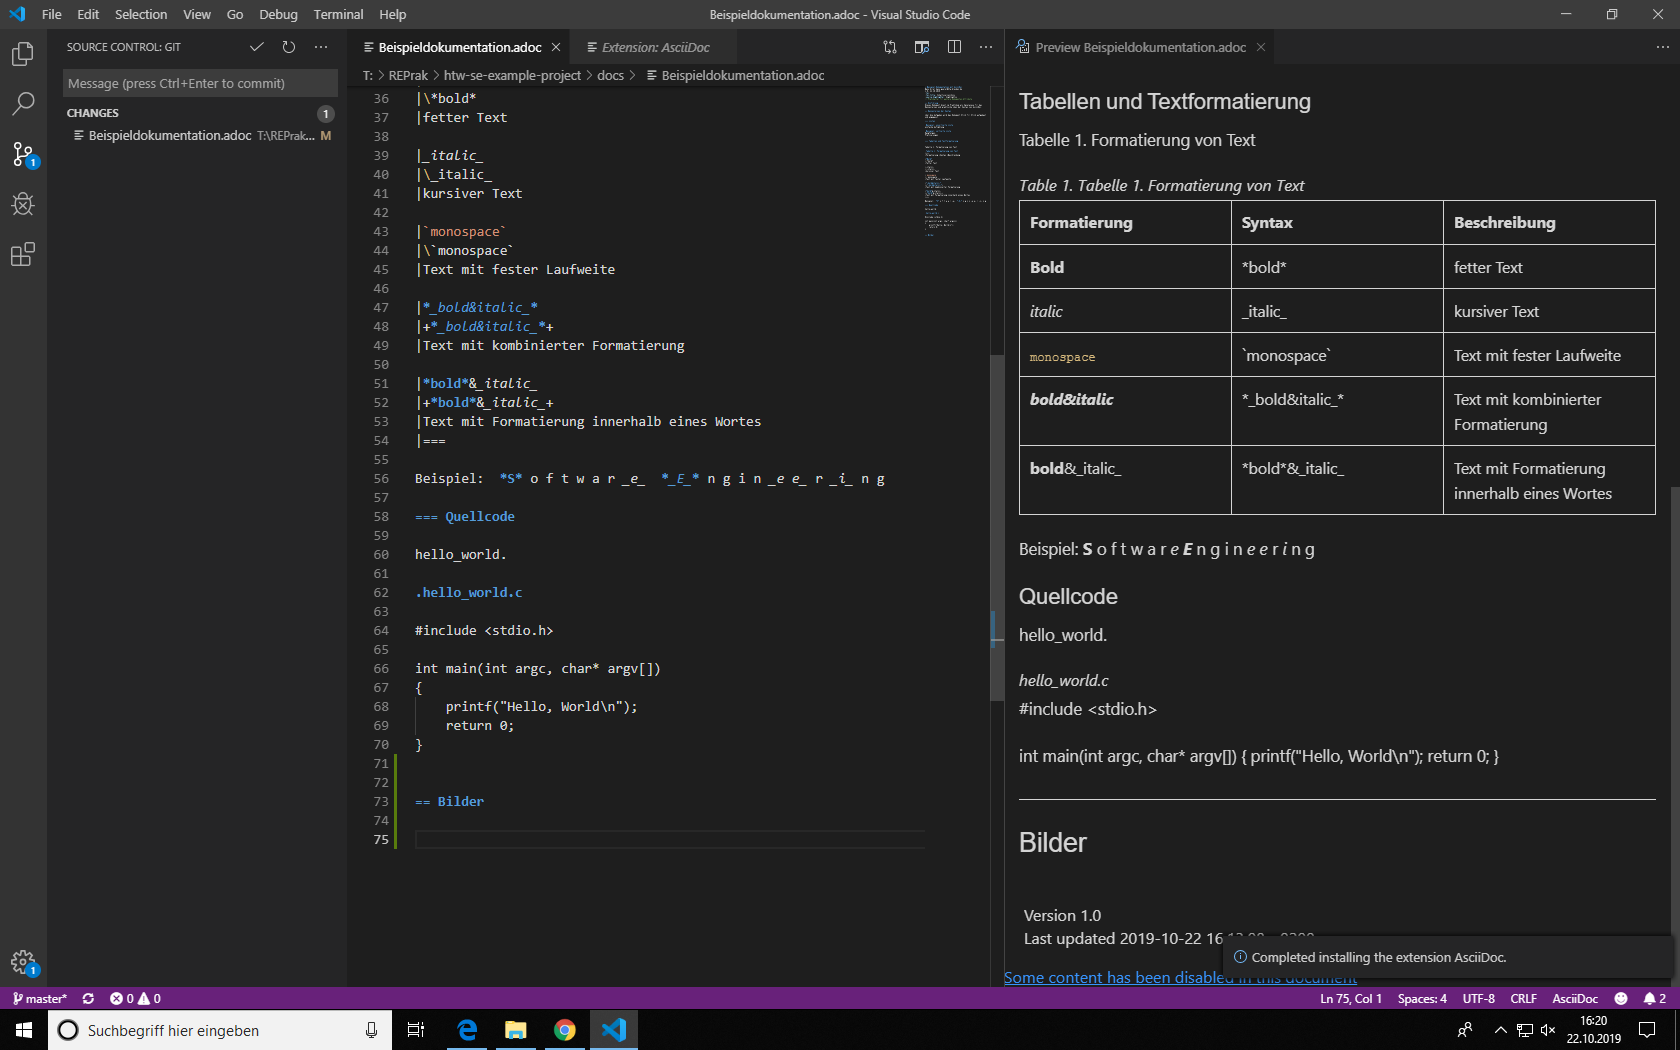 File Edit Selection View Go Debug Terminal Help
Beispieldokumentation.adoc - Visual Studio Code
SOURCE CONTROL: GIT
Message (press Ctrl+Enter to commit)
CHANGES 1
Beispieldokumentation.adoc T:\REPrak... M
1
1
Beispieldokumentation.adoc
Extension: AsciiDoc
T: > REPrak > htw-se-example-project > docs > Beispieldokumentation.adoc
36 |\*bold*
37 |fetter Text
38
39 |_italic_
40 |\_italic_
41 |kursiver Text
42
43 |`monospace`
44 |\`monospace`
45 |Text mit fester Laufweite
46
47 |*_bold&italic_*
48 |+*_bold&italic_*+
49 |Text mit kombinierter Formatierung
50
51 |*bold*&_italic_
52 |+*bold*&_italic_+
53 |Text mit Formatierung innerhalb eines Wortes
54 |===
55
56 Beispiel:  *S* o f t w a r _e_  *_E_* n g i n _e e_ r _i_ n g
57
58 === Quellcode
59
60 hello_world.
61
62 .hello_world.c
63
64 #include <stdio.h>
65
66 int main(int argc, char* argv[])
67 {
68     printf("Hello, World\n");
69     return 0;
70 }
71
72
73 == Bilder
74
75
Preview Beispieldokumentation.adoc
Tabellen und Textformatierung
Tabelle 1. Formatierung von Text
Table 1. Tabelle 1. Formatierung von Text
Formatierung Syntax Beschreibung
Bold *bold* fetter Text
italic _italic_ kursiver Text
monospace `monospace` Text mit fester Laufweite
bold&italic *_bold&italic_* Text mit kombinierter
Formatierung
bold&_italic_ *bold*&_italic_ Text mit Formatierung
innerhalb eines Wortes
Beispiel: S o f t w a r e E n g i n e e r i n g
Quellcode
hello_world.
hello_world.c
#include <stdio.h>
int main(int argc, char* argv[]) { printf("Hello, World\n"); return 0; }
Bilder
Version 1.0
Last updated 2019-10-22 16
Completed installing the extension AsciiDoc.
Some content has been disabled in this document
master* 0 0
Ln 75, Col 1 Spaces: 4 UTF-8 CRLF AsciiDoc 2
Suchbegriff hier eingeben
16:20
22.10.2019